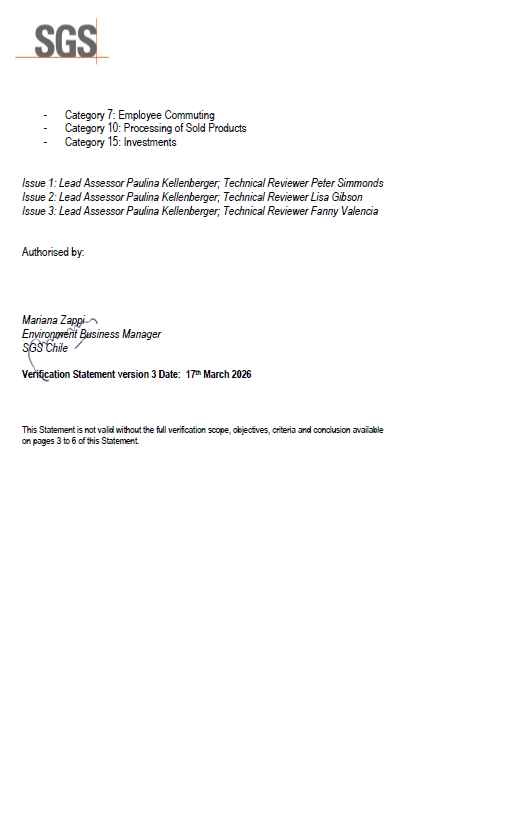 SGS
- Category 7: Employee Commuting
- Category 10: Processing of Sold Products
- Category 15: Investments
Issue 1: Lead Assessor Paulina Kellenberger; Technical Reviewer Peter Simmonds
Issue 2: Lead Assessor Paulina Kellenberger; Technical Reviewer Lisa Gibson
Issue 3: Lead Assessor Paulina Kellenberger; Technical Reviewer Fanny Valencia
Authorised by:
Mariana Zappi
Environment Business Manager
SGS Chile
Verification Statement version 3 Date: 17th March 2026
This Statement is not valid without the full verification scope, objectives, criteria and conclusion available
on pages 3 to 6 of this Statement.